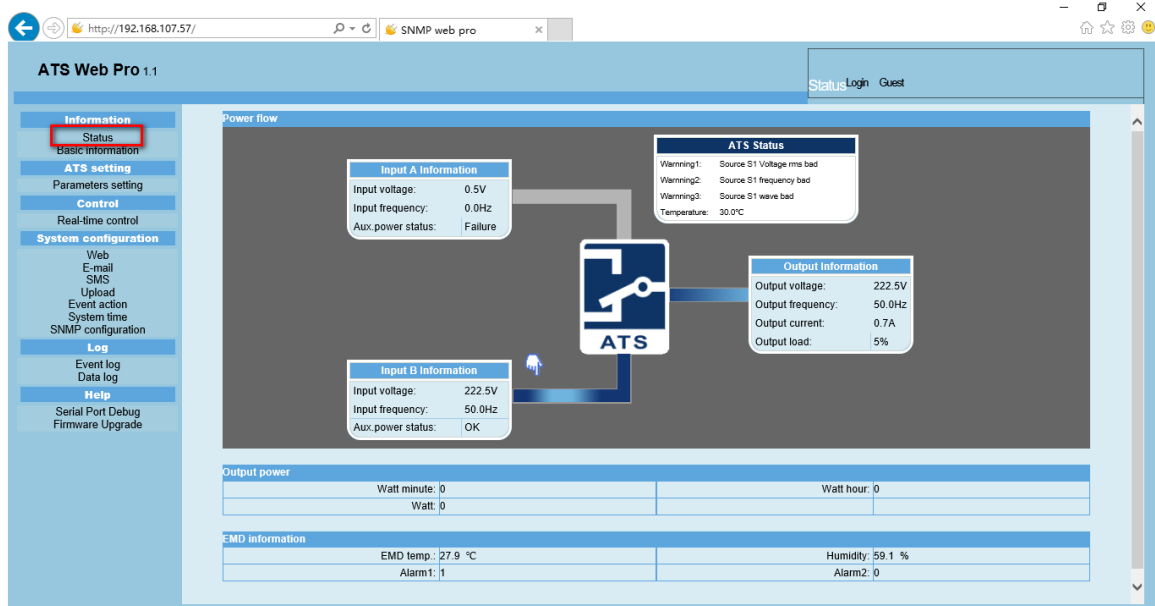 http://192.168.107.57/
SNMP web pro
ATS Web Pro 1.1
Status Login Guest
Information
Status
Basic information
ATS setting
Parameters setting
Control
Real-time control
System configuration
Web
E-mail
SMS
Upload
Event action
System time
SNMP configuration
Log
Event log
Data log
Help
Serial Port Debug
Firmware Upgrade
Power flow
Input A Information
Input voltage: 0.5V
Input frequency: 0.0Hz
Aux.power status: Failure
ATS Status
Warnning1: Source S1 Voltage rms bad
Warnning2: Source S1 frequency bad
Warnning3: Source S1 wave bad
Temperature: 30.0℃
ATS
Output Information
Output voltage: 222.5V
Output frequency: 50.0Hz
Output current: 0.7A
Output load: 5%
Input B Information
Input voltage: 222.5V
Input frequency: 50.0Hz
Aux.power status: OK
Output power
Watt minute: 0 Watt hour: 0
Watt: 0
EMD information
EMD temp.: 27.9 ℃ Humidity: 59.1 %
Alarm1: 1 Alarm2: 0